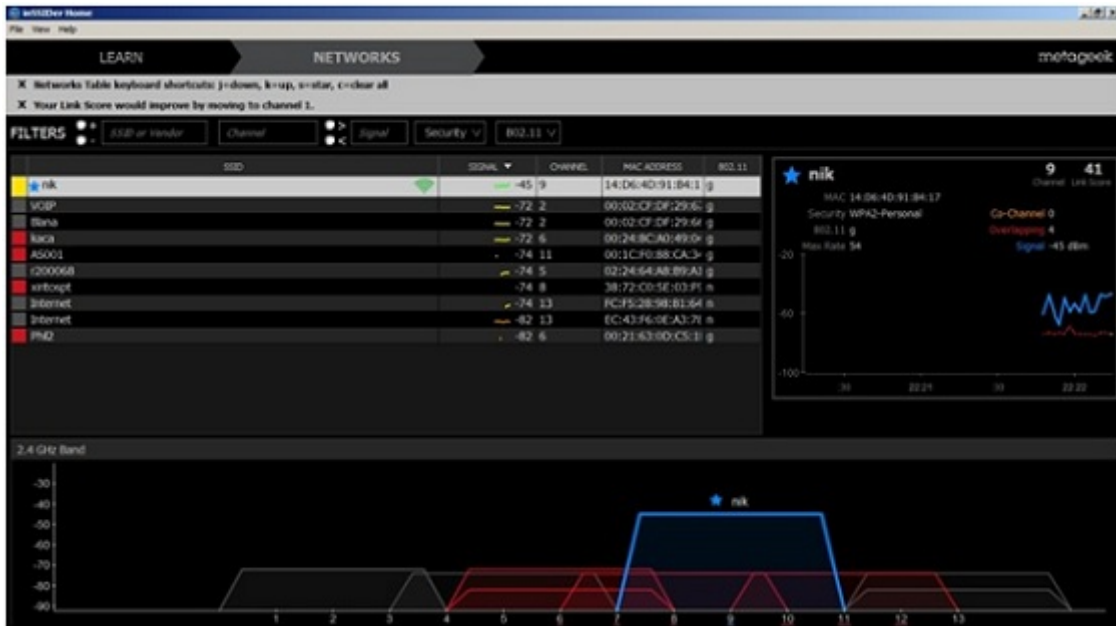 inSSIDer Home
File View Help
LEARN NETWORKS metageek
X Networks Table keyboard shortcuts: j=down, k=up, s=star, c=clear all
X Your Link Score would improve by moving to channel 1.
FILTERS + - SSID or Vendor Channel > < Signal Security 802.11
SSID SIGNAL CHANNEL MAC ADDRESS 802.11
nik -45 9 14:D6:4D:91:B4:1 g
VOIP -72 2 00:02:CF:DF:29:6 g
-72 2 00:02:CF:DF:29:6 g
kaca -72 6 00:24:8C:A0:49:0 g
AS001 -74 11 00:1C:F0:88:CA:3 g
r200068 -74 5 02:24:64:A8:B9:A g
-74 8 38:72:C0:5E:03:F n
Internet -74 13 FC:F5:28:98:81:64 n
Internet -82 13 EC:43:F6:0E:A3:7 n
Phil2 -82 6 00:21:63:0D:C5:1 g
nik 9 41
Channel Link Score
MAC 14:D6:4D:91:B4:17
Security WPA2-Personal Co-Channel 0
802.11 g Overlapping 4
Max Rate 54 Signal -45 dBm
-20
-60
-100
:30 22:21 :30 22:22
2.4 GHz Band
nik
-30
-40
-50
-60
-70
-80
-90
1 2 3 4 5 6 7 8 9 10 11 12 13